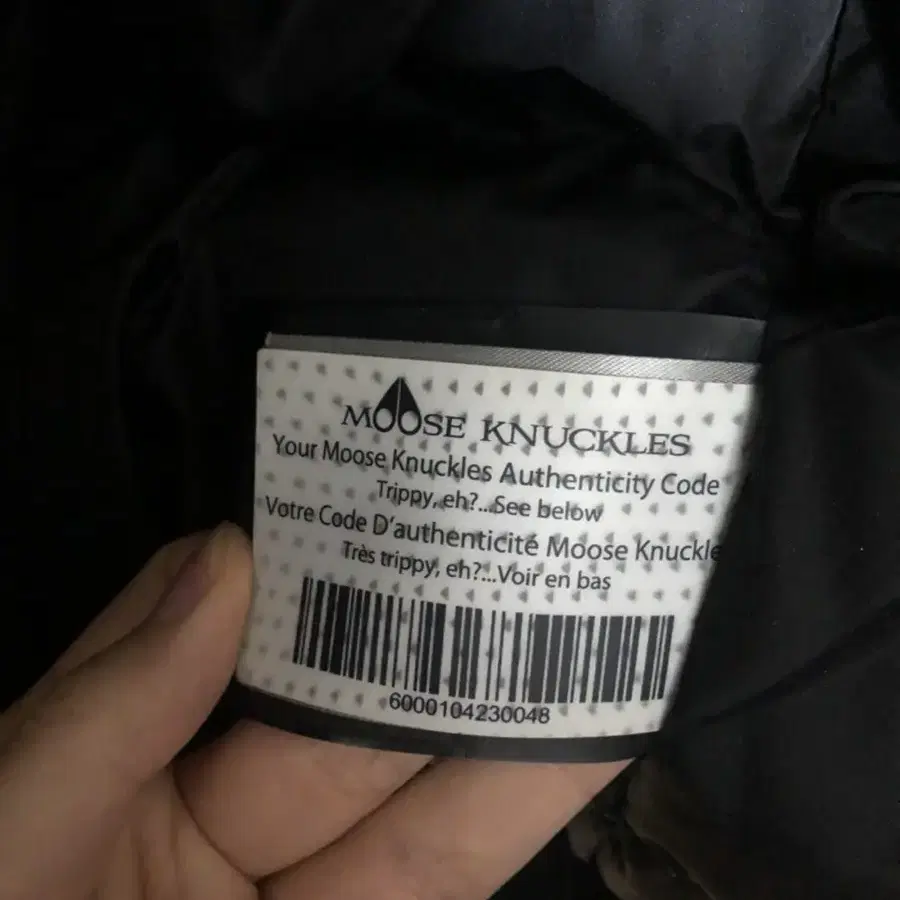 MOOSE KNUCKLES
Your Moose Knuckles Authenticity Code
Trippy, eh?...See below
Votre Code D'authenticité Moose Knuckle
Très trippy, eh?...Voir en bas
6000104230048